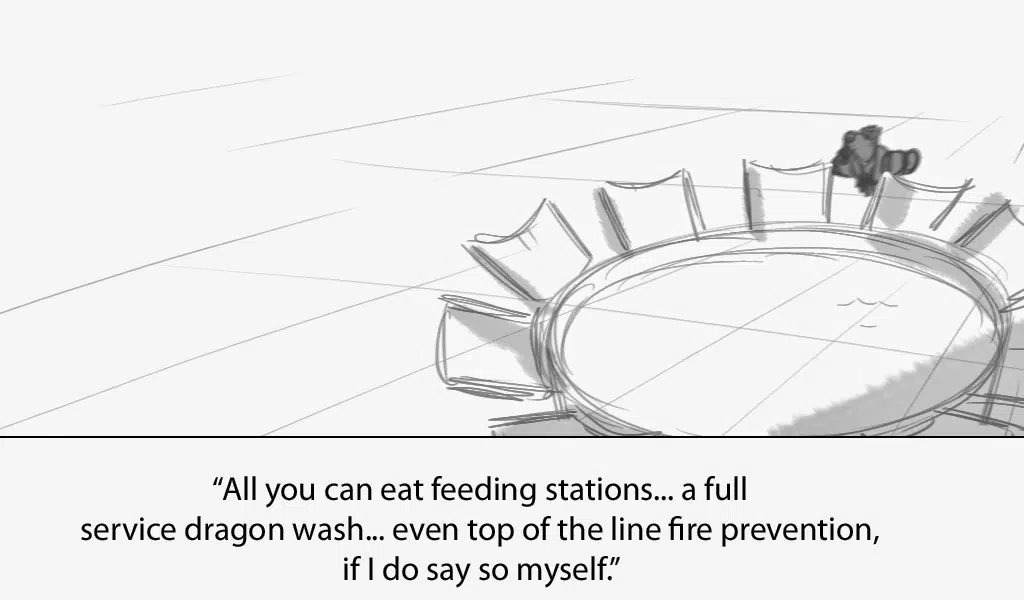 “All you can eat feeding stations... a full
service dragon wash... even top of the line fire prevention,
if I do say so myself.”